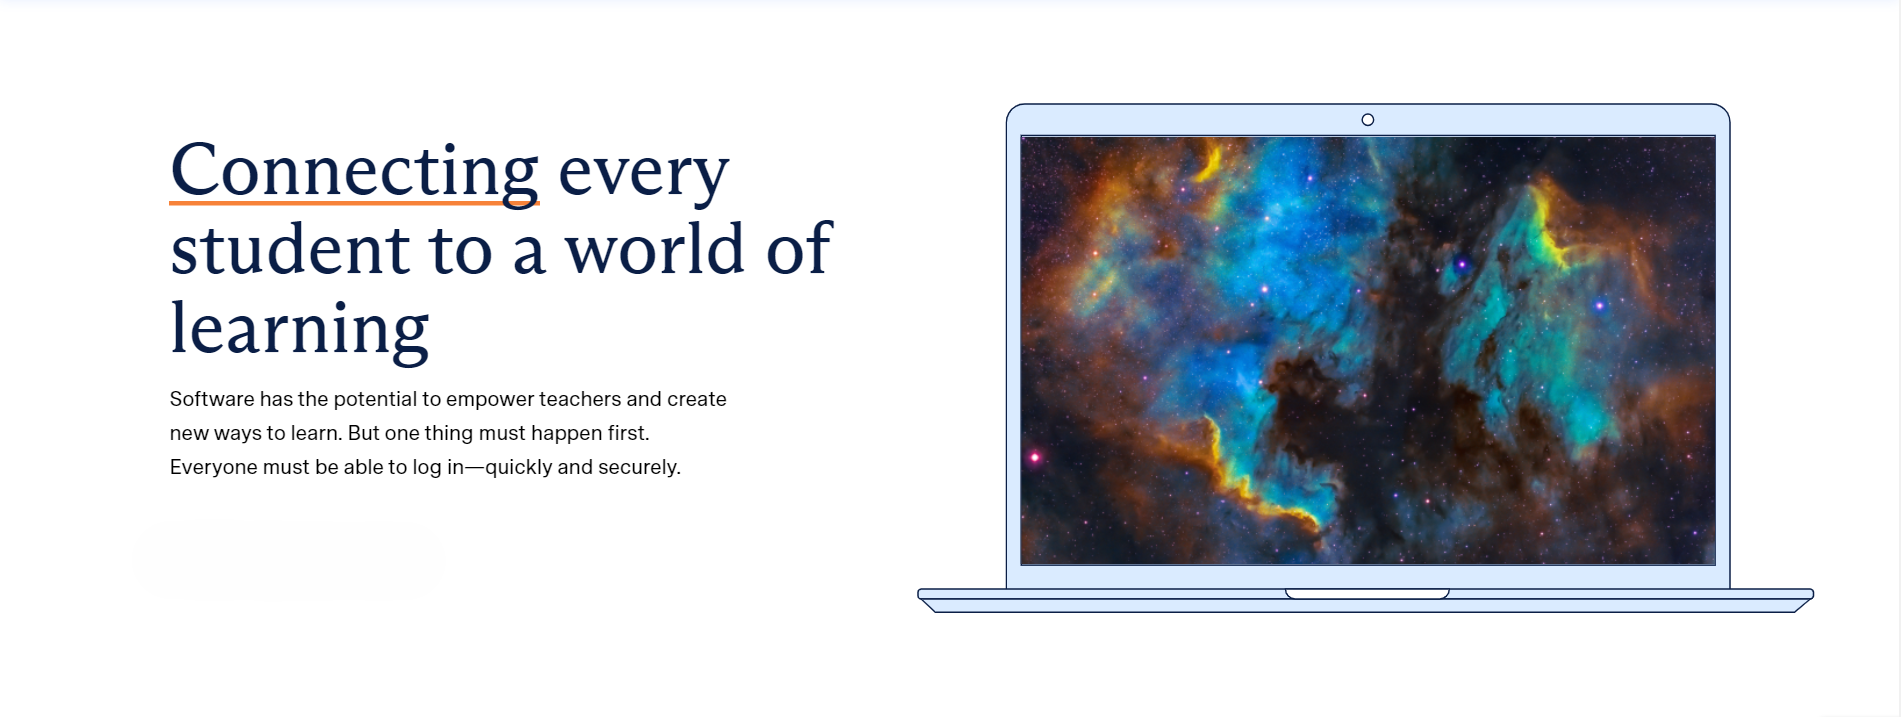 Connecting every
student to a world of
learning
Software has the potential to empower teachers and create
new ways to learn. But one thing must happen first.
Everyone must be able to log in—quickly and securely.